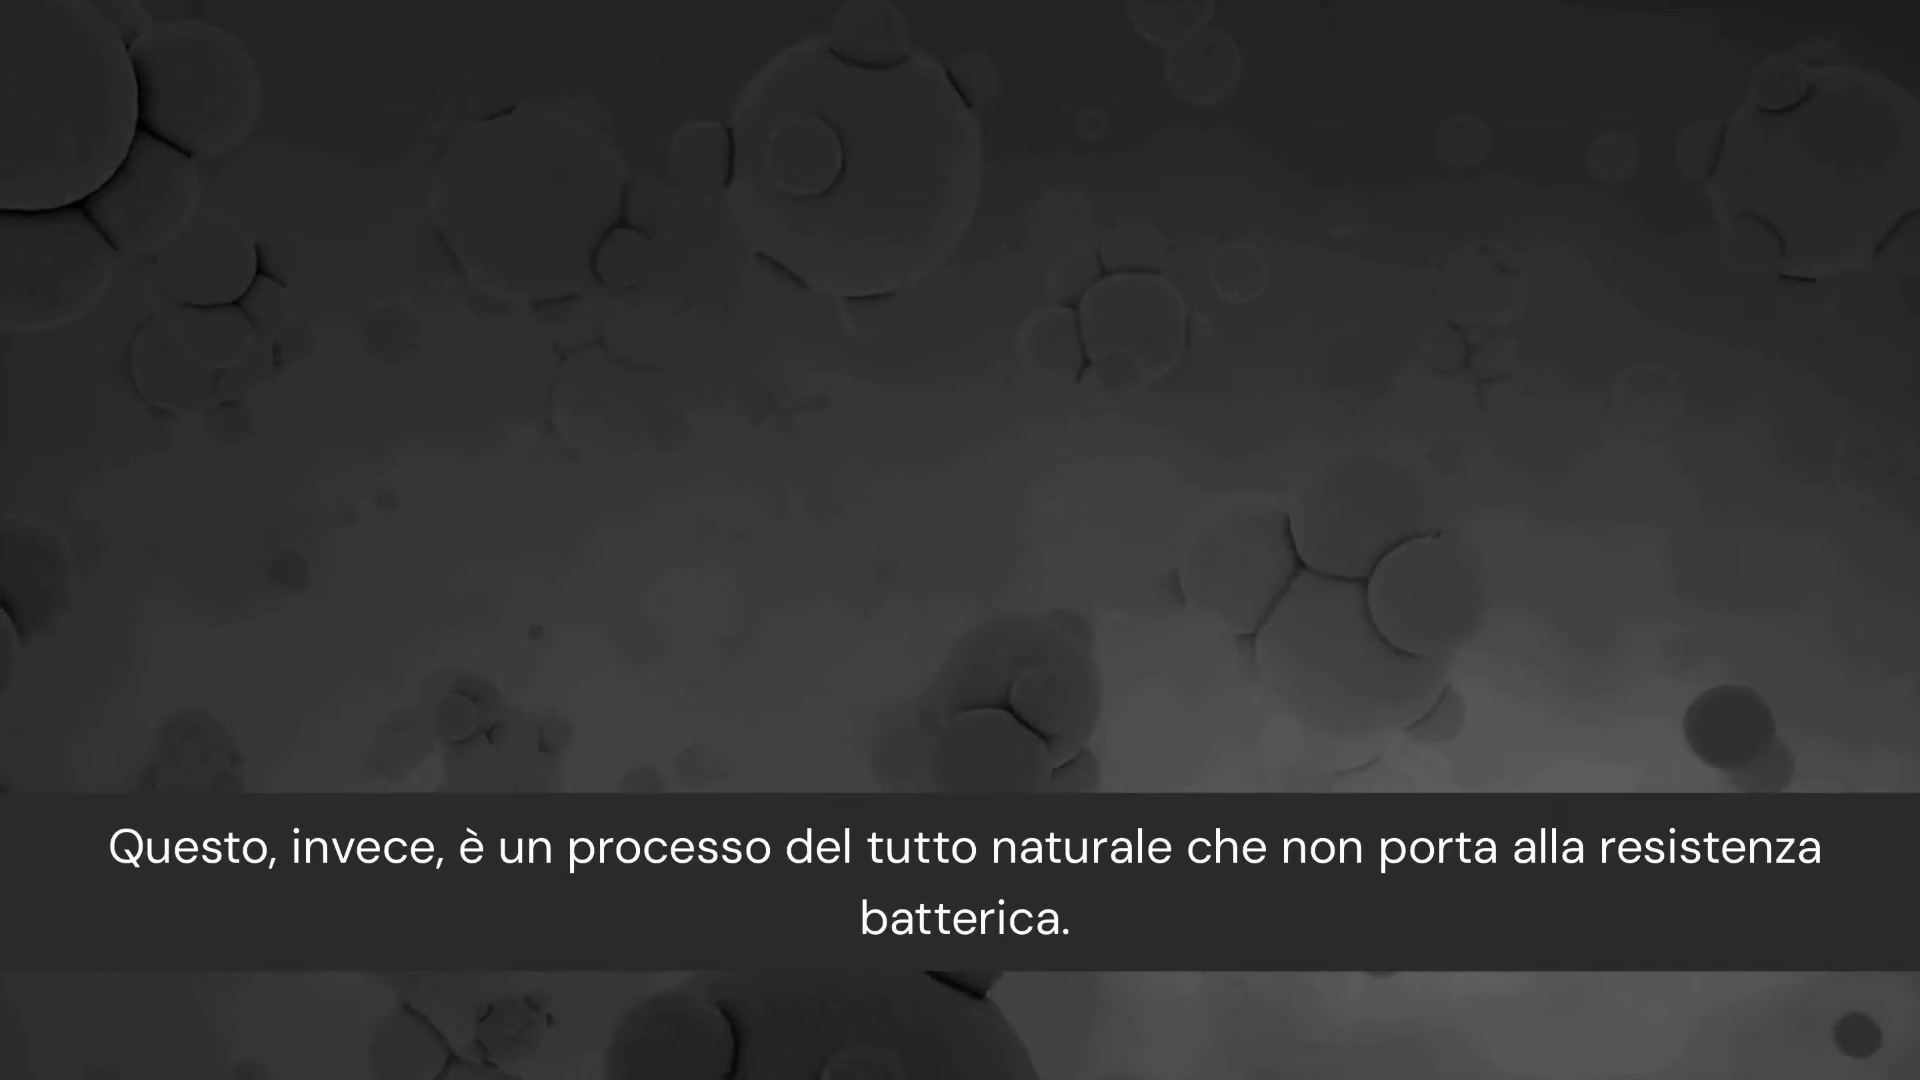 Questo, invece, è un processo del tutto naturale che non porta alla resistenza
batterica.